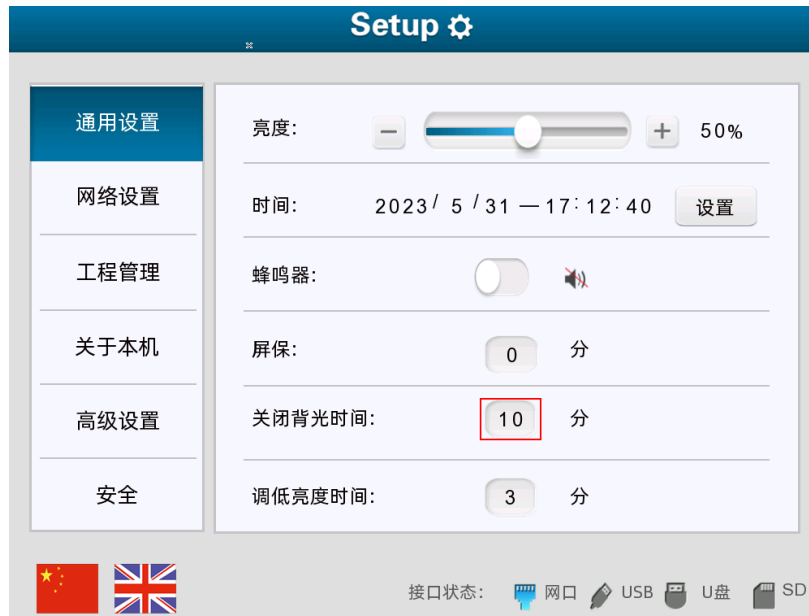 Setup
通用设置
网络设置
工程管理
关于本机
高级设置
安全
亮度: 50%
时间: 2023/ 5 /31 —17:12:40 设置
蜂鸣器:
屏保: 0 分
关闭背光时间: 10 分
调低亮度时间: 3 分
接口状态: 网口 USB U盘 SD